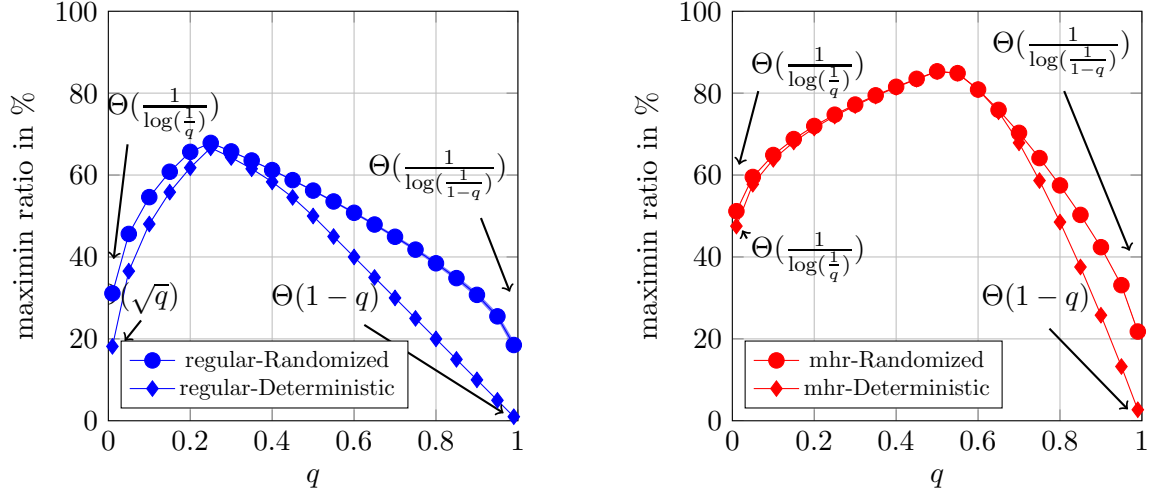 100
80
60
40
20
0
maximin ratio in %
Θ(1/log(1/q))
Θ(1/log(1/(1−q)))
(√q)
Θ(1 − q)
regular-Randomized
regular-Deterministic
0 0.2 0.4 0.6 0.8 1
q
100
80
60
40
20
0
maximin ratio in %
Θ(1/log(1/q))
Θ(1/log(1/(1−q)))
Θ(1/log(1/q))
Θ(1 − q)
mhr-Randomized
mhr-Deterministic
0 0.2 0.4 0.6 0.8 1
q